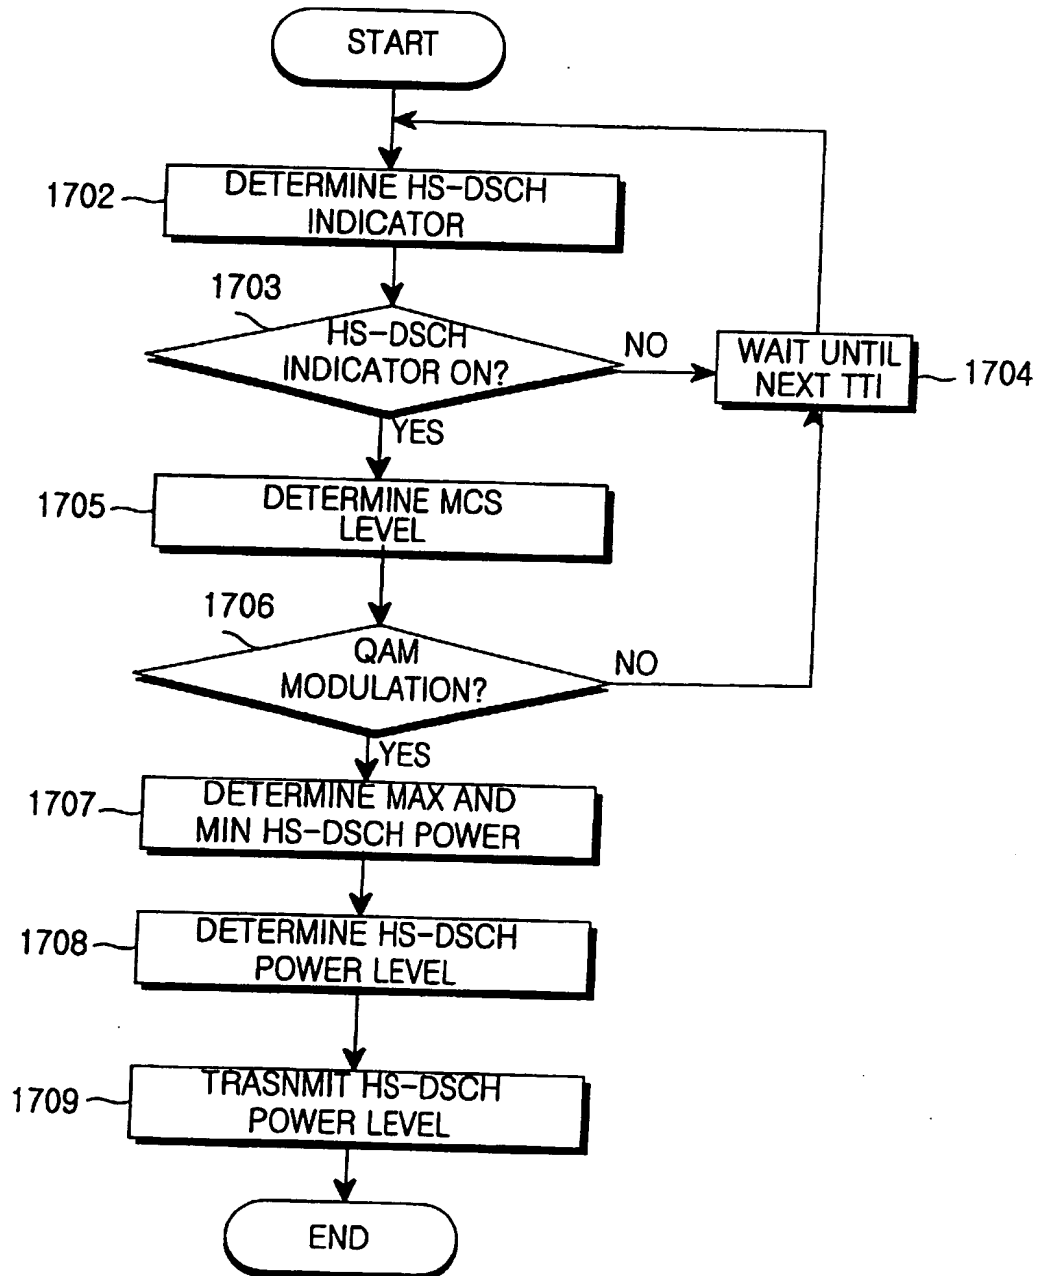 START
1702
DETERMINE HS-DSCH
INDICATOR
1703
HS-DSCH
INDICATOR ON?
NO
WAIT UNTIL
NEXT TTI
1704
YES
1705
DETERMINE MCS
LEVEL
1706
QAM
MODULATION?
NO
YES
1707
DETERMINE MAX AND
MIN HS-DSCH POWER
1708
DETERMINE HS-DSCH
POWER LEVEL
1709
TRASNMIT HS-DSCH
POWER LEVEL
END